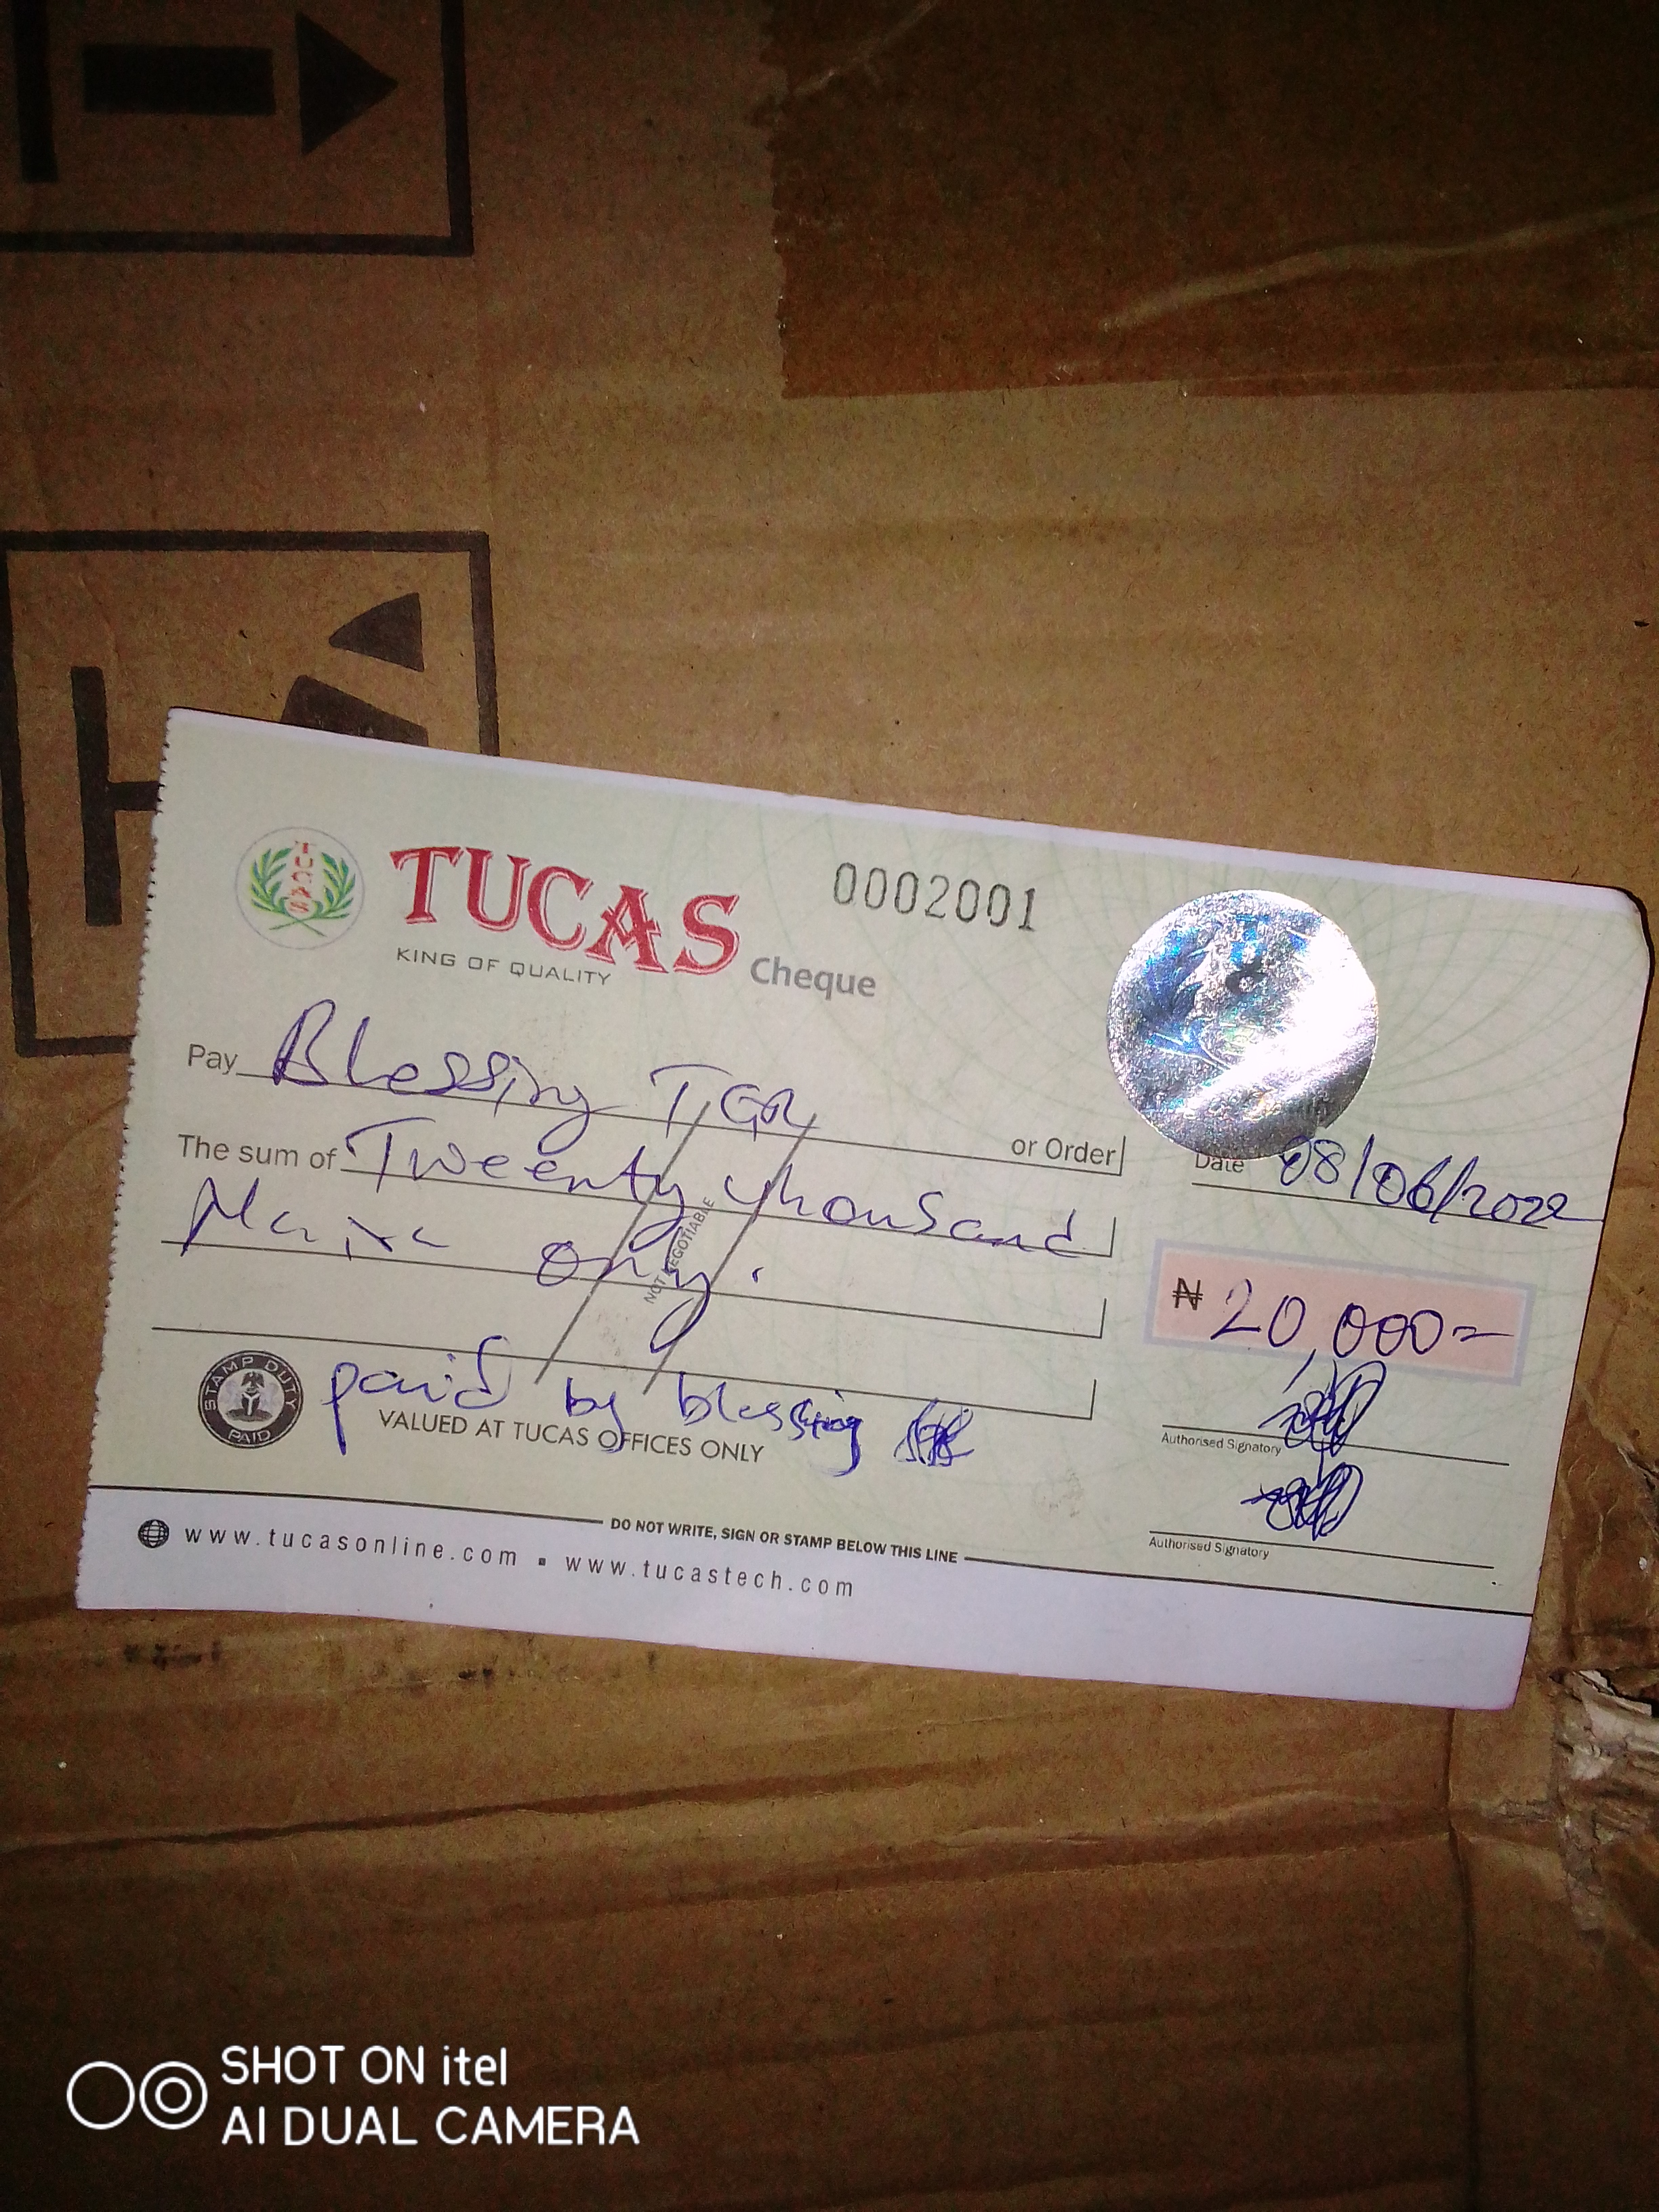 TUCAS
TUCAS
KING OF QUALITY
Cheque
0002001
Pay Blessing TGR
or Order
Date 08/06/2022
The sum of Tweenty thousand
Naira only.
NOT NEGOTIABLE
₦ 20,000=
STAMP DUTY
PAID
paid by blessing
VALUED AT TUCAS OFFICES ONLY
Authorised Signatory
Authorised Signatory
DO NOT WRITE, SIGN OR STAMP BELOW THIS LINE
www.tucasonline.com ▪ www.tucastech.com
SHOT ON itel
AI DUAL CAMERA